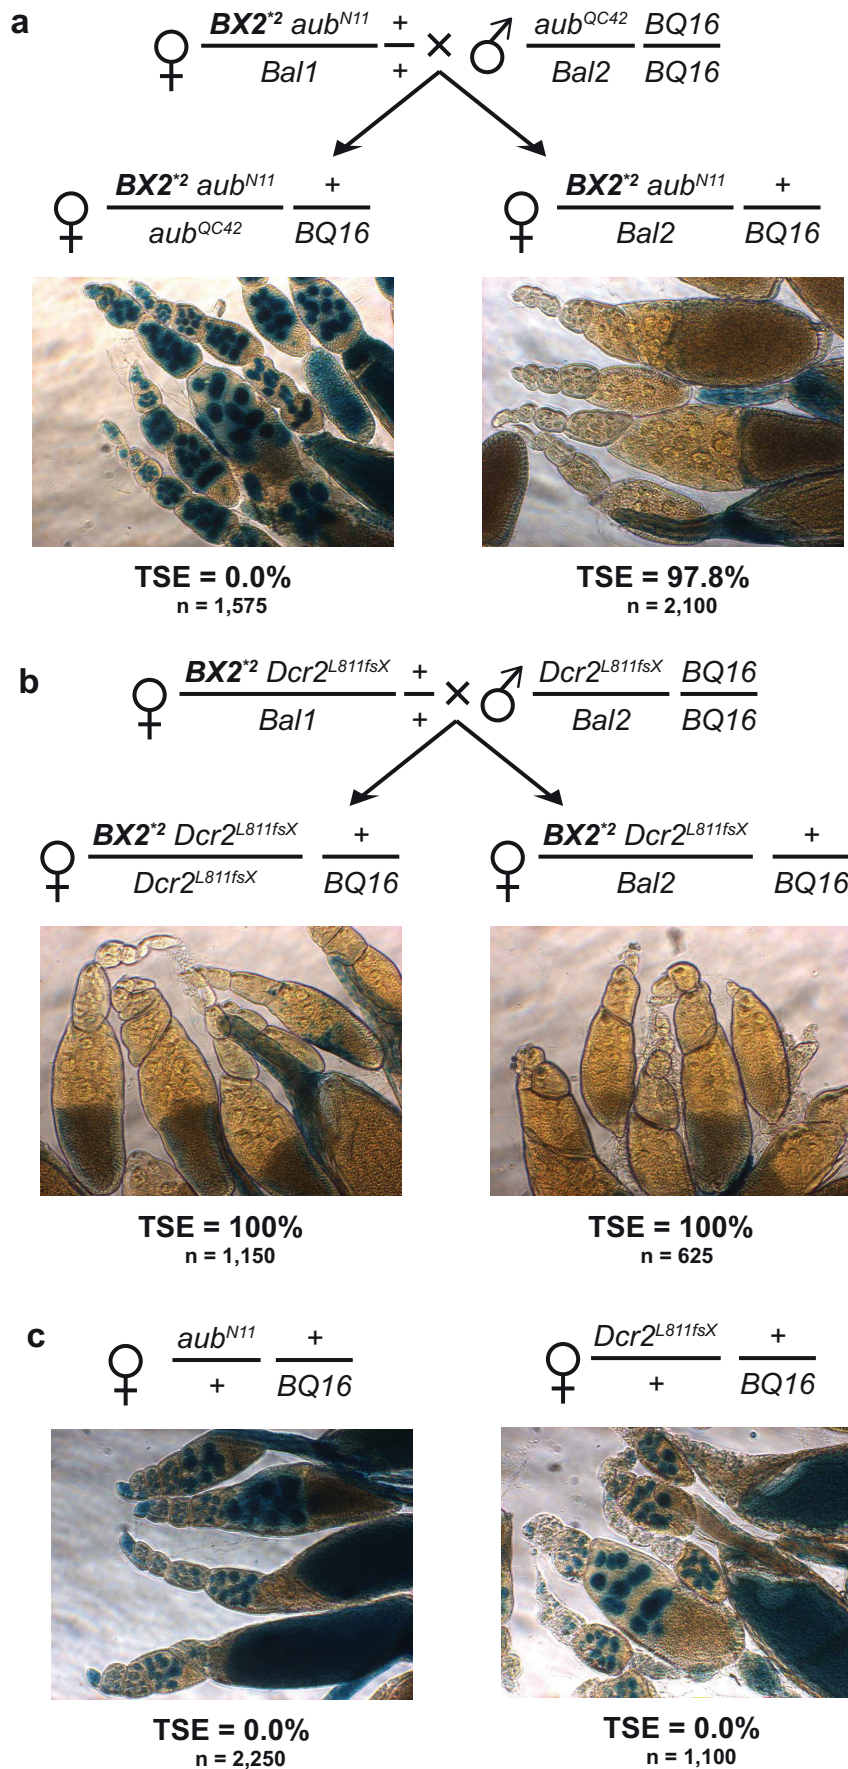 a
♀ BX2*2 aubN11 + × ♂ aubQC42 BQ16
Bal1 + Bal2 BQ16
♀ BX2*2 aubN11 + ♀ BX2*2 aubN11 +
aubQC42 BQ16 Bal2 BQ16
TSE = 0.0% TSE = 97.8%
n = 1,575 n = 2,100
b
♀ BX2*2 Dcr2L811fsX + × ♂ Dcr2L811fsX BQ16
Bal1 + Bal2 BQ16
♀ BX2*2 Dcr2L811fsX + ♀ BX2*2 Dcr2L811fsX +
Dcr2L811fsX BQ16 Bal2 BQ16
TSE = 100% TSE = 100%
n = 1,150 n = 625
c
♀ aubN11 + ♀ Dcr2L811fsX +
+ BQ16 + BQ16
TSE = 0.0% TSE = 0.0%
n = 2,250 n = 1,100